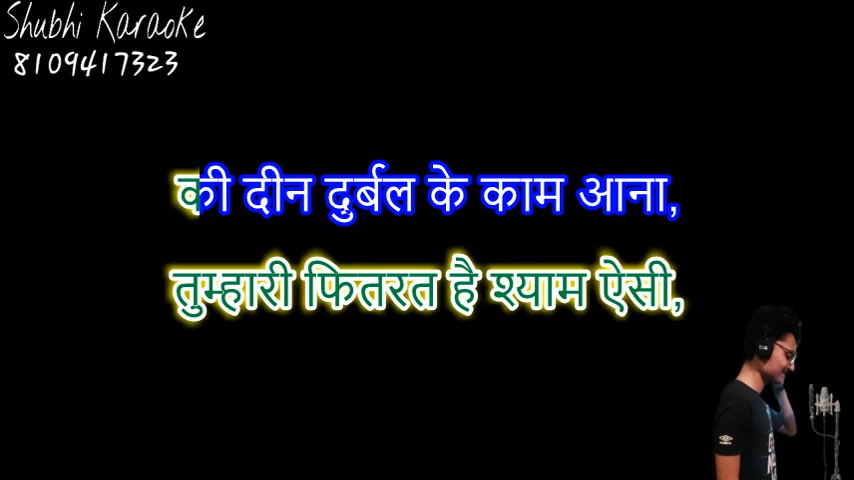 Shubhi Karaoke
8109417323
की दीन दुर्बल के काम आना,
तुम्हारी फितरत है श्याम ऐसी,